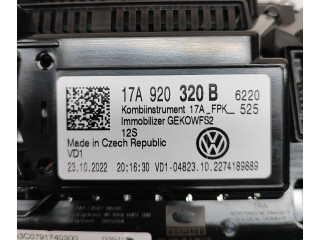 17A 920 320 B 6220
Kombiinstrument 17A_FPK_ 525
Immobilizer GEKOWFS2
12S
Made in Czech Republic
VD1
23.10.2022 20:16:30 VD1-04823.10.2274189889